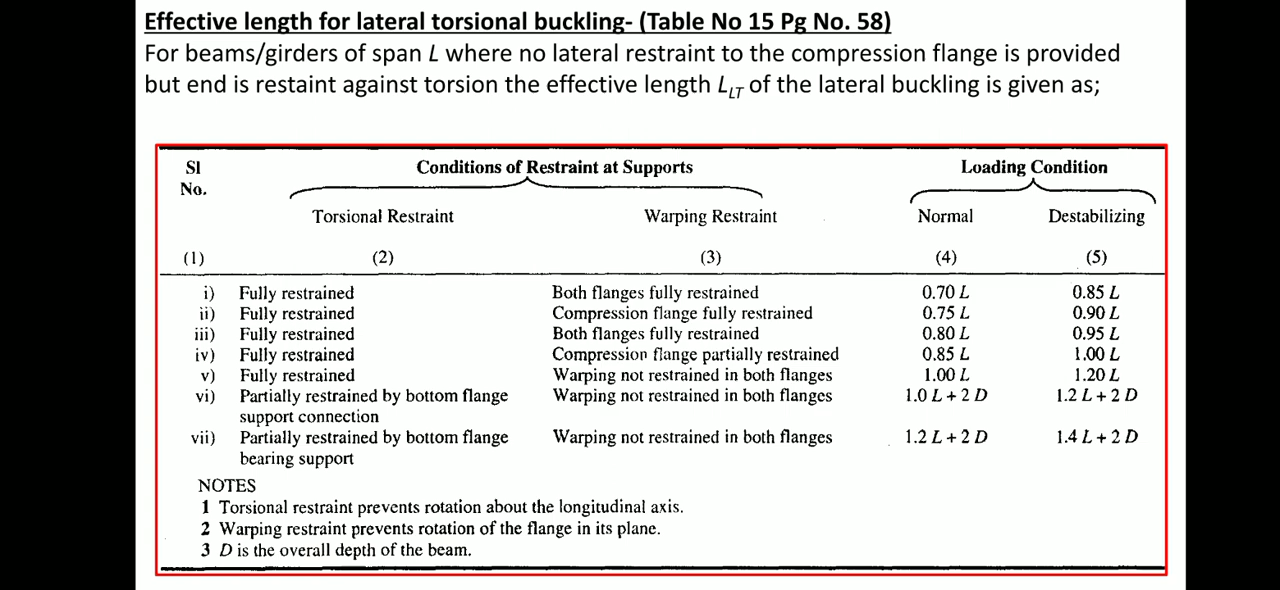 Effective length for lateral torsional buckling- (Table No 15 Pg No. 58)
For beams/girders of span L where no lateral restraint to the compression flange is provided
but end is restaint against torsion the effective length L_LT of the lateral buckling is given as;
Sl No. Conditions of Restraint at Supports Loading Condition
Torsional Restraint Warping Restraint Normal Destabilizing
(1) (2) (3) (4) (5)
i) Fully restrained Both flanges fully restrained 0.70 L 0.85 L
ii) Fully restrained Compression flange fully restrained 0.75 L 0.90 L
iii) Fully restrained Both flanges fully restrained 0.80 L 0.95 L
iv) Fully restrained Compression flange partially restrained 0.85 L 1.00 L
v) Fully restrained Warping not restrained in both flanges 1.00 L 1.20 L
vi) Partially restrained by bottom flange Warping not restrained in both flanges 1.0 L + 2 D 1.2 L + 2 D
support connection
vii) Partially restrained by bottom flange Warping not restrained in both flanges 1.2 L + 2 D 1.4 L + 2 D
bearing support
NOTES
1 Torsional restraint prevents rotation about the longitudinal axis.
2 Warping restraint prevents rotation of the flange in its plane.
3 D is the overall depth of the beam.